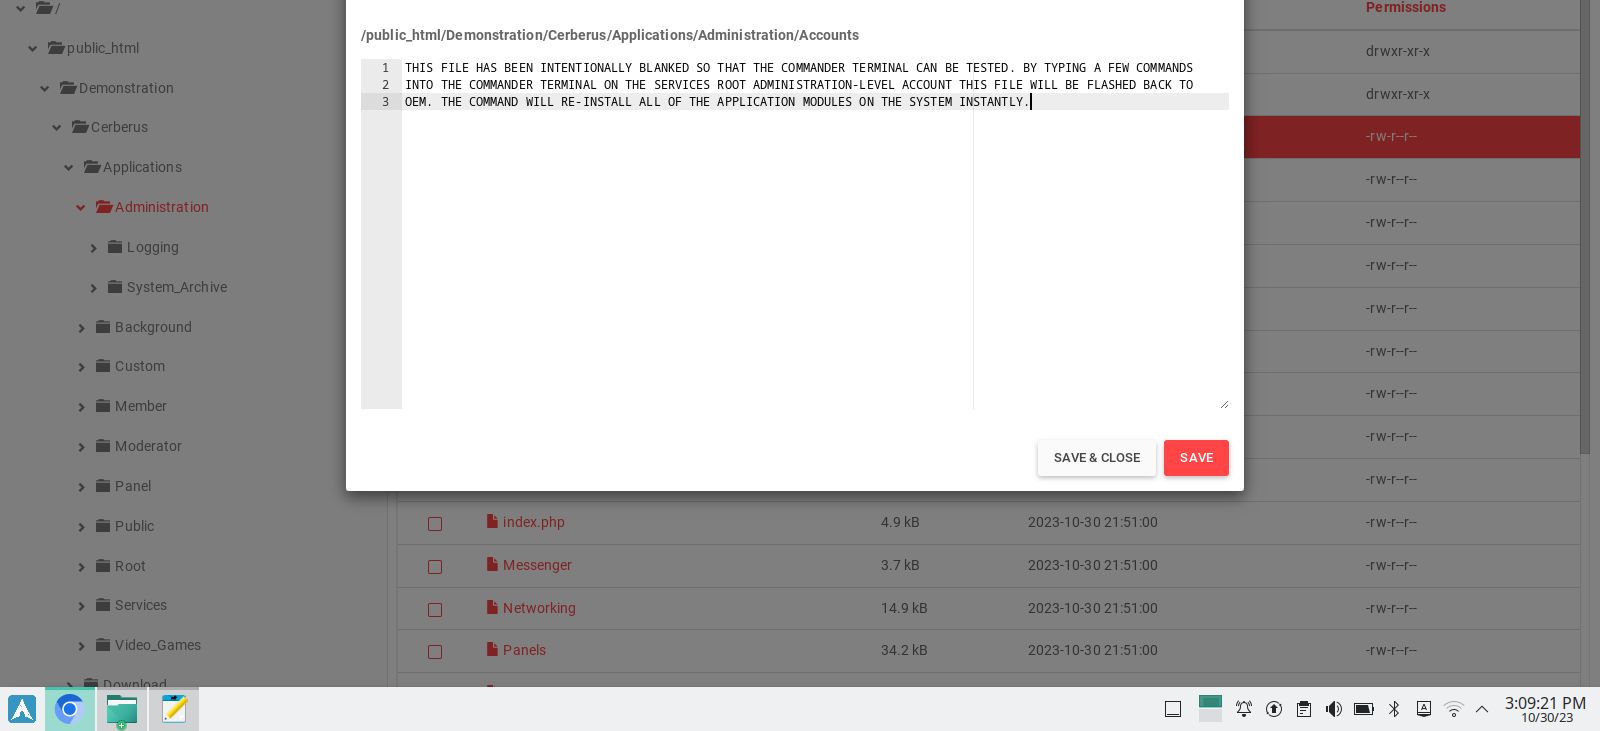 /
Permissions
/public_html/Demonstration/Cerberus/Applications/Administration/Accounts
public_html
drwxr-xr-x
1 THIS FILE HAS BEEN INTENTIONALLY BLANKED SO THAT THE COMMANDER TERMINAL CAN BE TESTED. BY TYPING A FEW COMMANDS
2 INTO THE COMMANDER TERMINAL ON THE SERVICES ROOT ADMINISTRATION-LEVEL ACCOUNT THIS FILE WILL BE FLASHED BACK TO
3 OEM. THE COMMAND WILL RE-INSTALL ALL OF THE APPLICATION MODULES ON THE SYSTEM INSTANTLY.
Demonstration
drwxr-xr-x
Cerberus
-rw-r--r--
Applications
-rw-r--r--
Administration
-rw-r--r--
Logging
-rw-r--r--
System_Archive
-rw-r--r--
Background
-rw-r--r--
Custom
-rw-r--r--
Member
-rw-r--r--
Moderator
SAVE & CLOSE SAVE
Panel
-rw-r--r--
Public
index.php 4.9 kB 2023-10-30 21:51:00 -rw-r--r--
Root
Messenger 3.7 kB 2023-10-30 21:51:00 -rw-r--r--
Services
Networking 14.9 kB 2023-10-30 21:51:00 -rw-r--r--
Video_Games
Panels 34.2 kB 2023-10-30 21:51:00 -rw-r--r--
Download
3:09:21 PM
10/30/23